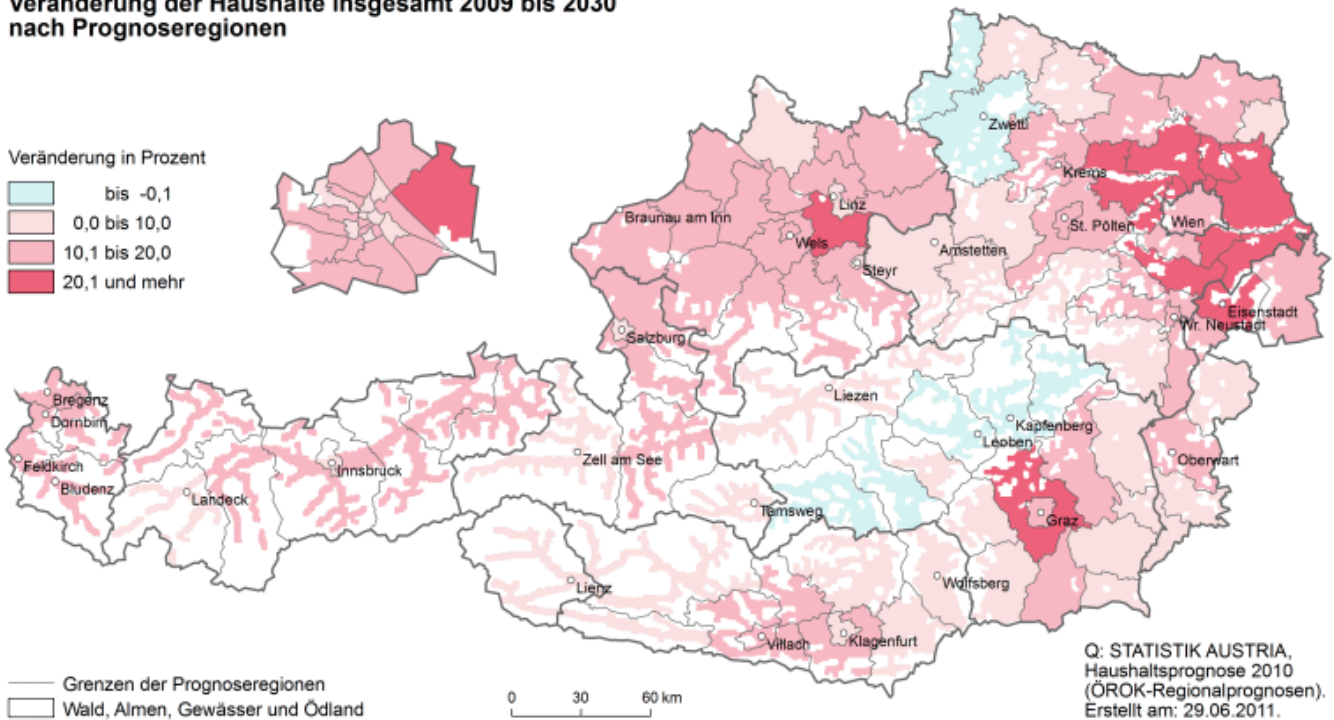 Veränderung der Haushalte insgesamt 2009 bis 2030
nach Prognoseregionen
Veränderung in Prozent
bis -0,1
0,0 bis 10,0
10,1 bis 20,0
20,1 und mehr
Zwettl
Krems
Linz
Braunau am Inn
St. Pölten
Wien
Wels
Amstetten
Steyr
Eisenstadt
Wr. Neustadt
Salzburg
Bregenz
Dornbirn
Liezen
Kapfenberg
Leoben
Feldkirch
Zell am See
Oberwart
Innsbruck
Bludenz
Landeck
Tamsweg
Graz
Lienz
Wolfsberg
Villach
Klagenfurt
Q: STATISTIK AUSTRIA,
Haushaltsprognose 2010
(ÖROK-Regionalprognosen).
Erstellt am: 29.06.2011.
Grenzen der Prognoseregionen
Wald, Almen, Gewässer und Ödland
0 30 60 km